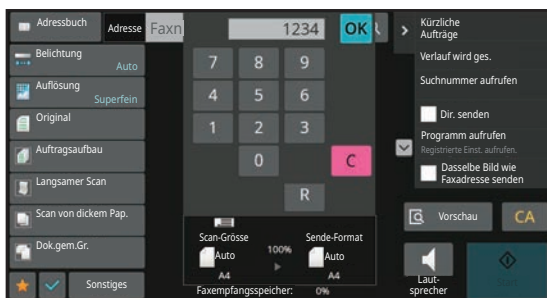 Adressbuch
Adresse
Faxn
1234
OK
Kürzliche
Aufträge
Belichtung
Auto
Verlauf wird ges.
Auflösung
Superfein
Suchnummer aufrufen
Original
Dir. senden
Auftragsaufbau
Programm aufrufen
Registrierte Einst. aufrufen.
Langsamer Scan
Dasselbe Bild wie
Faxadresse senden
Scan von dickem Pap.
Vorschau
CA
Dok.gem.Gr.
Sonstiges
7 8 9
4 5 6
1 2 3
0 C
R
Scan-Grösse
Sende-Format
Auto
100%
Auto
A4
A4
Faxempfangsspeicher: 0%
Laut-
sprecher
Start